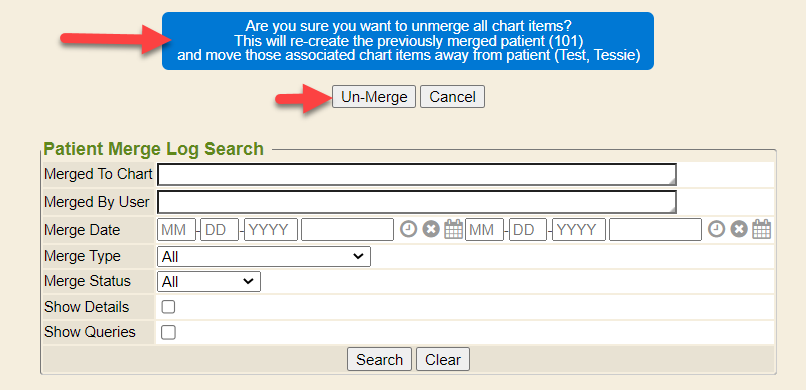 Are you sure you want to unmerge all chart items?
This will re-create the previously merged patient (101)
and move those associated chart items away from patient (Test, Tessie)
Un-Merge Cancel
Patient Merge Log Search
Merged To Chart
Merged By User
Merge Date MM - DD - YYYY MM - DD - YYYY
Merge Type All
Merge Status All
Show Details
Show Queries
Search Clear